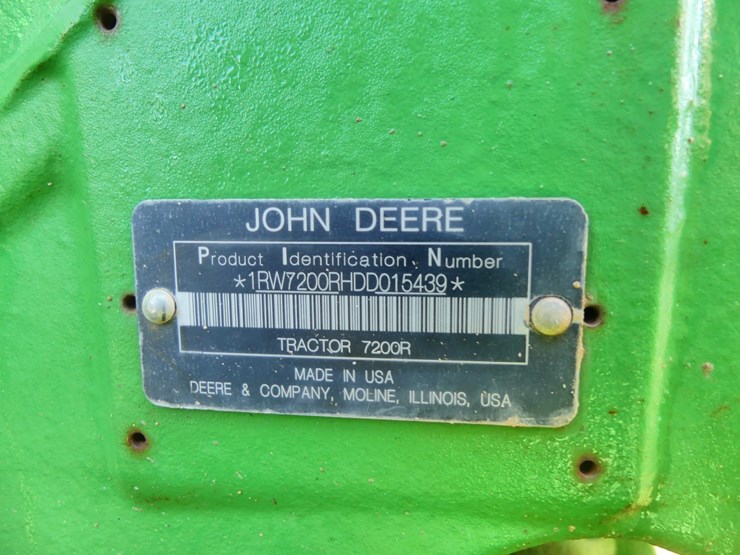 JOHN DEERE
Product Identification Number
*1RW7200RHDD015439*
TRACTOR 7200R
MADE IN USA
DEERE & COMPANY, MOLINE, ILLINOIS, USA